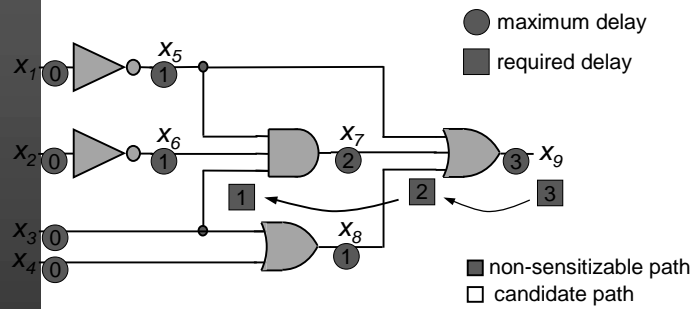 maximum delay
required delay
x1 0 x5 1
x2 0 x6 1 x7 2 3 x9
1 2 3
x3 0 x8 1
x4 0
non-sensitizable path
candidate path